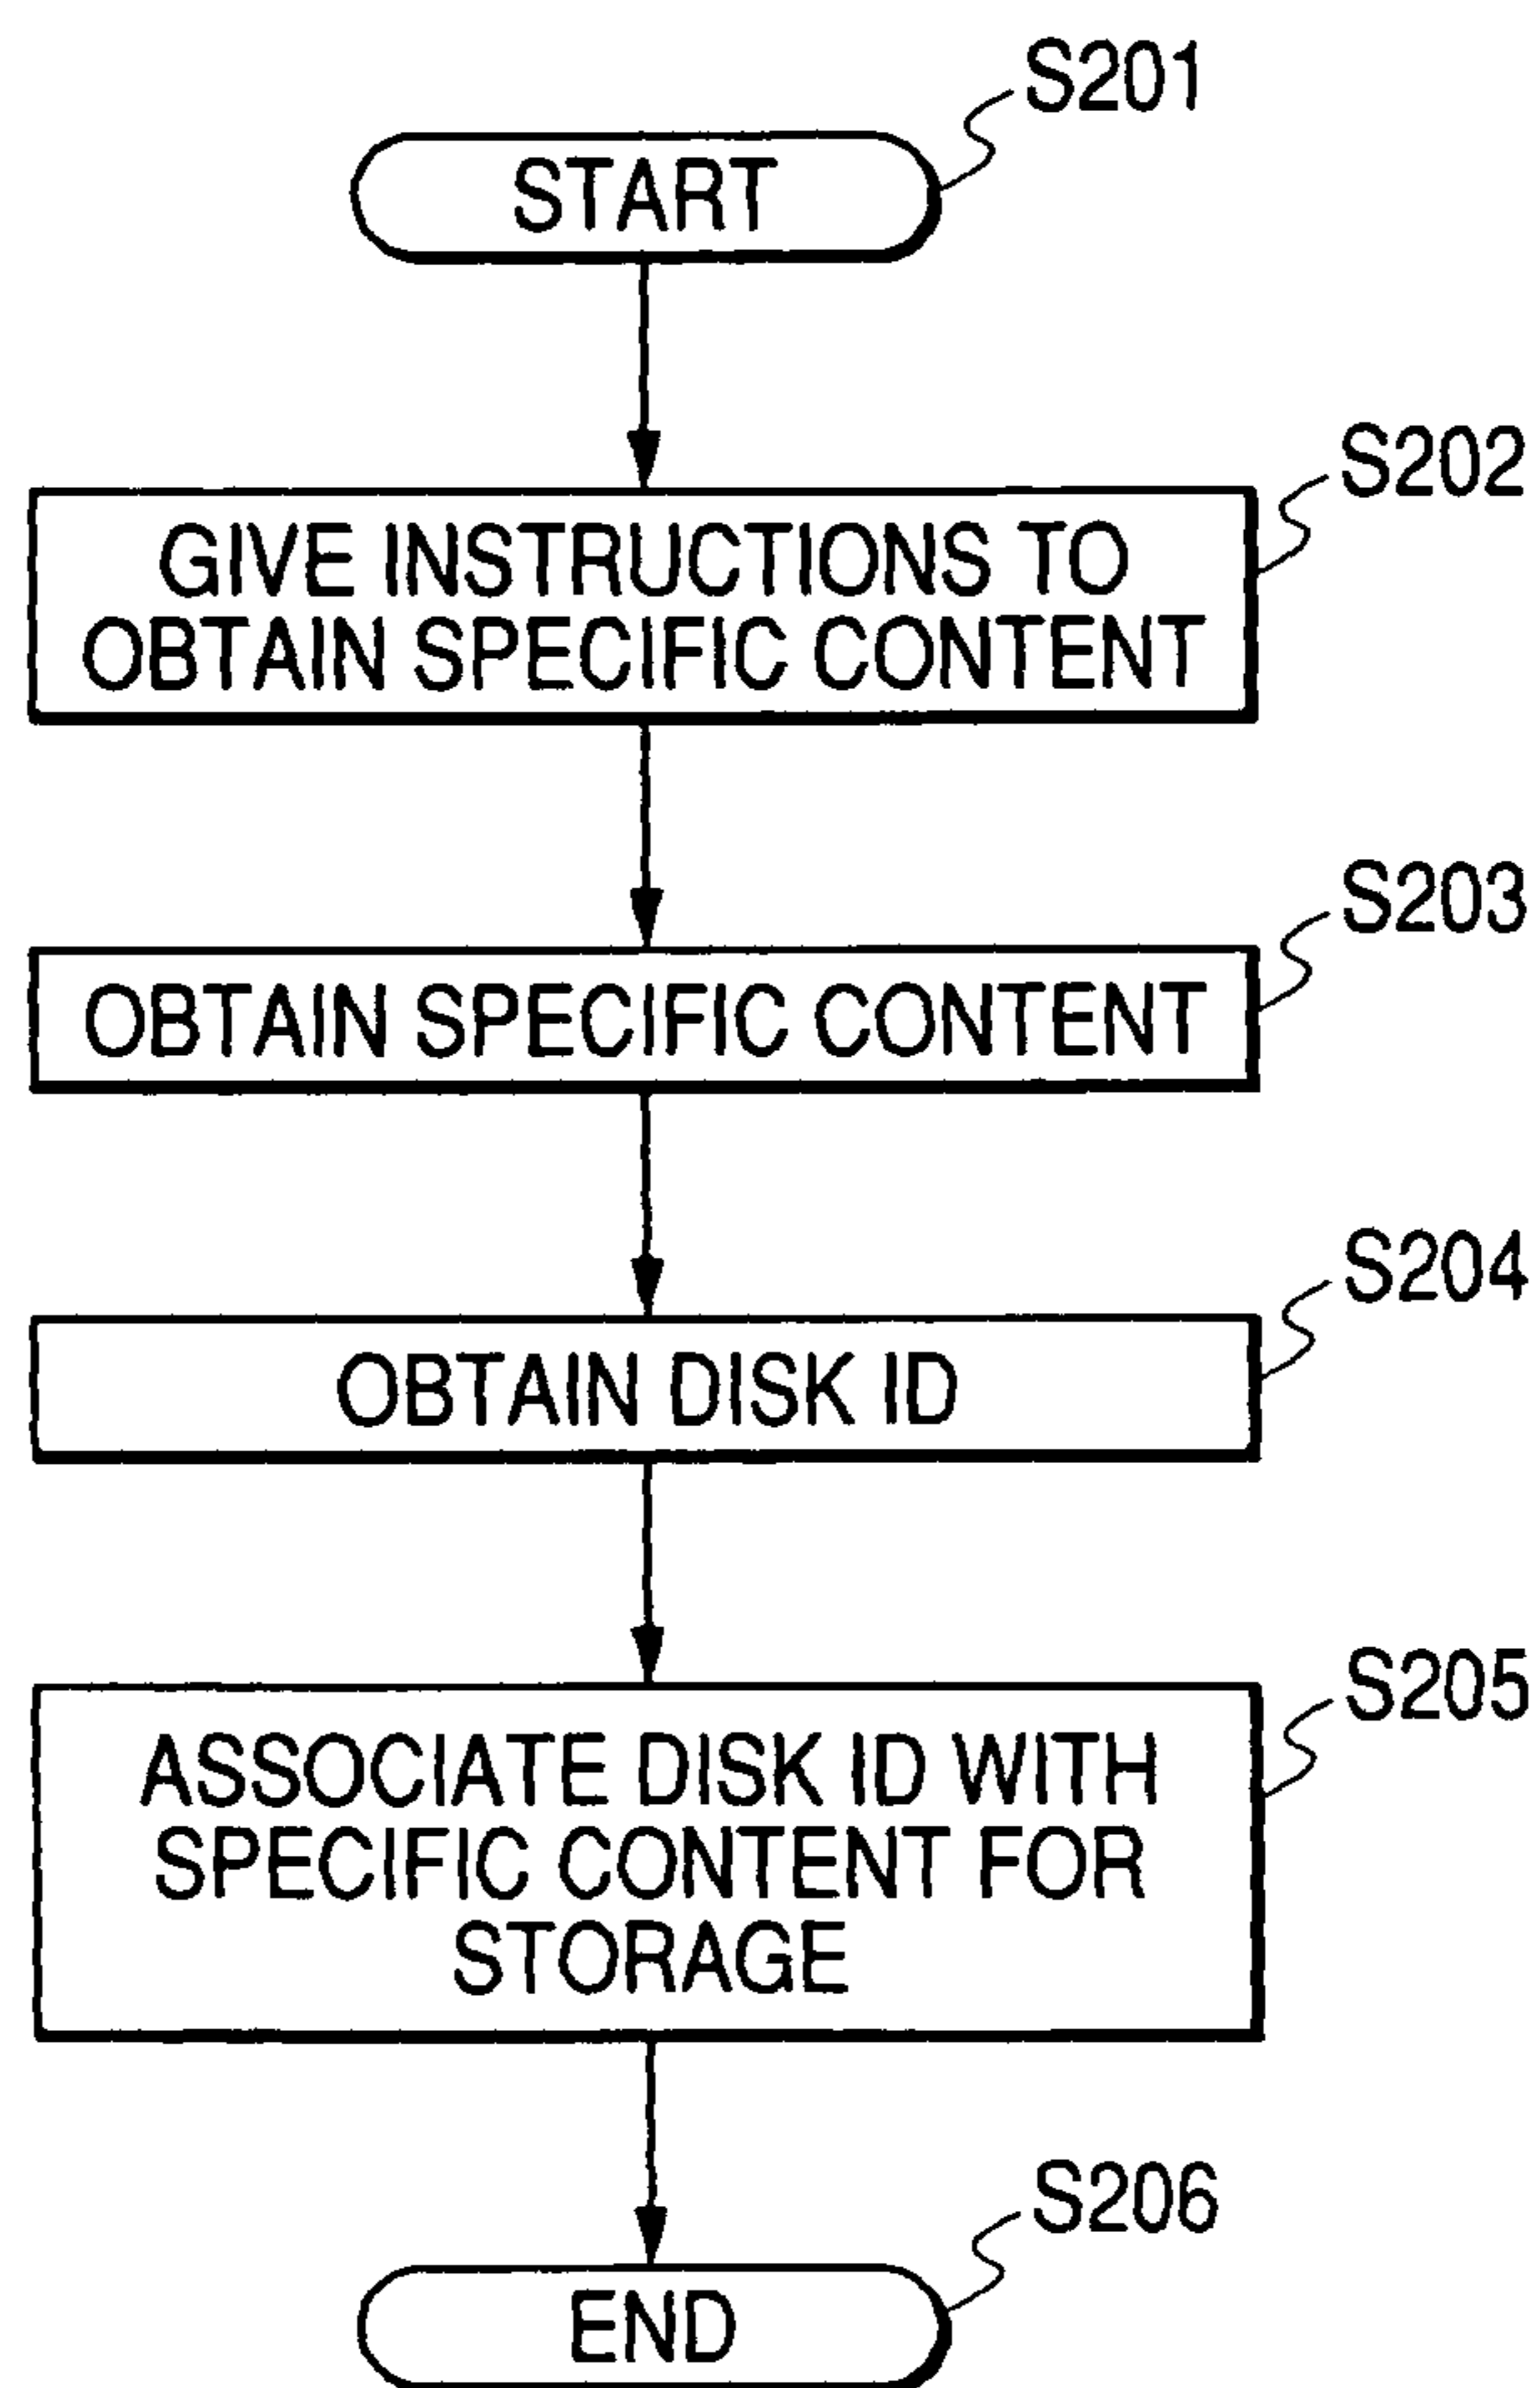 S201
START
S202
GIVE INSTRUCTIONS TO
OBTAIN SPECIFIC CONTENT
S203
OBTAIN SPECIFIC CONTENT
S204
OBTAIN DISK ID
S205
ASSOCIATE DISK ID WITH
SPECIFIC CONTENT FOR
STORAGE
S206
END